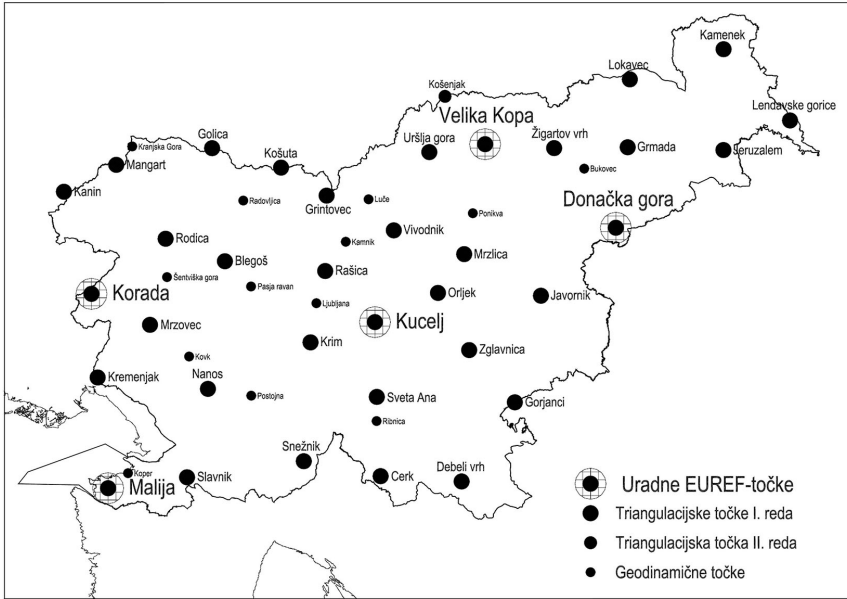 Kamenek
Lokavec
Košenjak
Velika Kopa
Lendavske gorice
Golica
Uršlja gora
Žigartov vrh
Grmada
Jeruzalem
Kranjska Gora
Mangart
Košuta
Bukovec
Kanin
Radovljica
Grintovec
Luče
Donačka gora
Ponikva
Rodica
Vivodnik
Kamnik
Blegoš
Mrzlica
Šentviška gora
Rašica
Pasja ravan
Korada
Orljek
Javornik
Ljubljana
Mrzovec
Kucelj
Krim
Zglavnica
Kovk
Kremenjak
Nanos
Postojna
Sveta Ana
Gorjanci
Ribnica
Snežnik
Koper
Malija
Slavnik
Cerk
Debeli vrh
Uradne EUREF-točke
Triangulacijske točke I. reda
Triangulacijska točka II. reda
Geodinamične točke